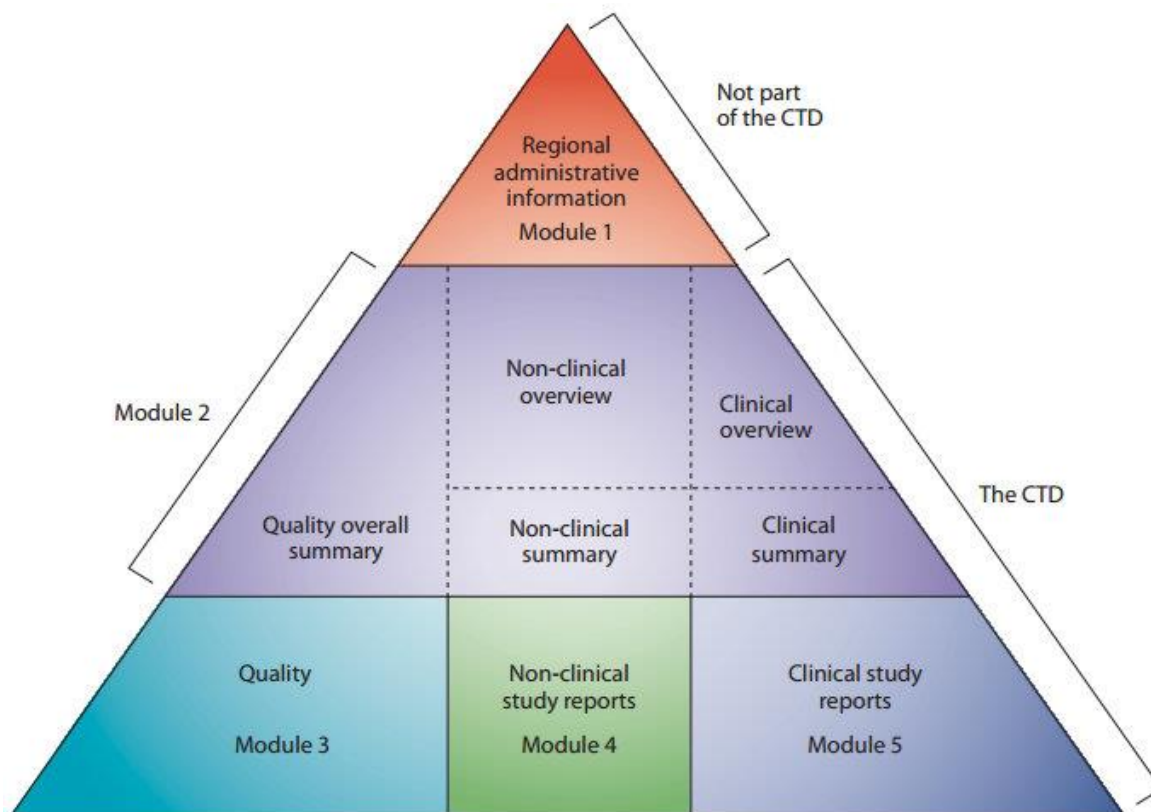 Not part
of the CTD
Regional
administrative
information
Module 1
Module 2
Non-clinical
overview
Clinical
overview
The CTD
Quality overall
summary
Non-clinical
summary
Clinical
summary
Quality
Module 3
Non-clinical
study reports
Module 4
Clinical study
reports
Module 5